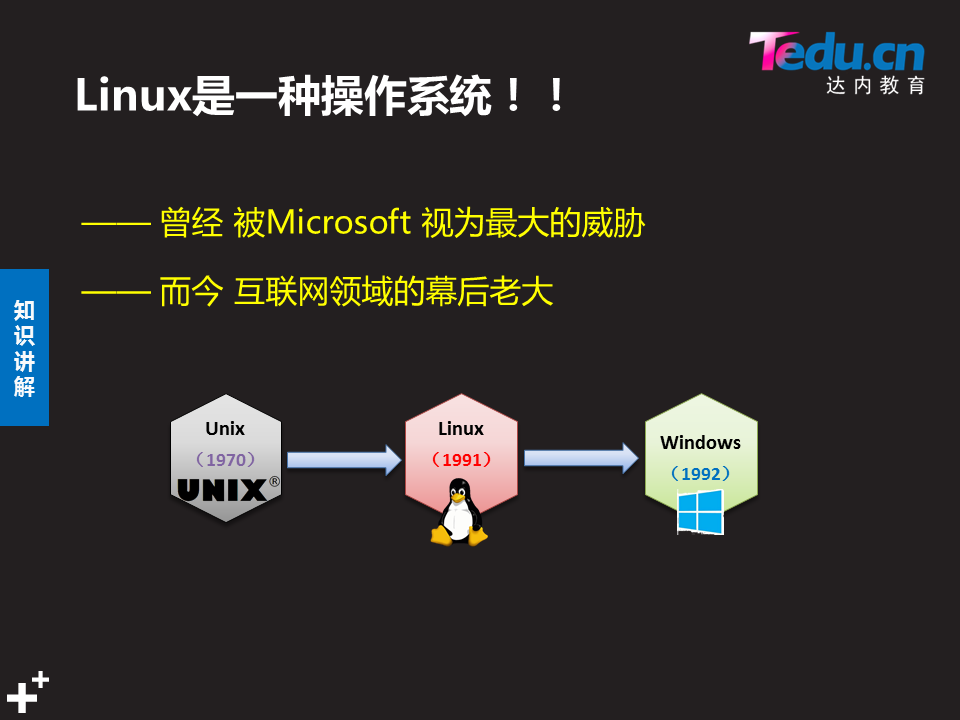 Tedu.cn
达内教育
Linux是一种操作系统！！
—— 曾经 被Microsoft 视为最大的威胁
—— 而今 互联网领域的幕后老大
知识讲解
Unix
（1970）
UNIX®
Linux
（1991）
Windows
（1992）